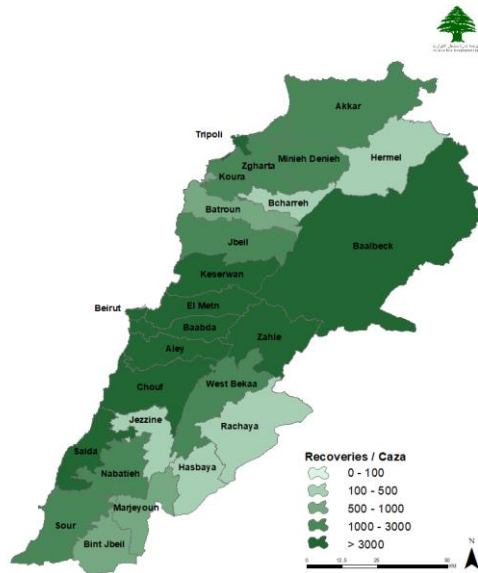 Akkar
Tripoli
Hermel
Minieh Denieh
Zgharta
Koura
Bcharreh
Batroun
Jbeil
Baalbeck
Keserwan
El Metn
Beirut
Baabda
Zahle
Aley
Chouf
West Bekaa
Jezzine
Rachaya
Saida
Hasbaya
Nabatieh
Marjeyoun
Sour
Bint Jbeil
Recoveries / Caza
0 - 100
100 - 500
500 - 1000
1000 - 3000
> 3000
N